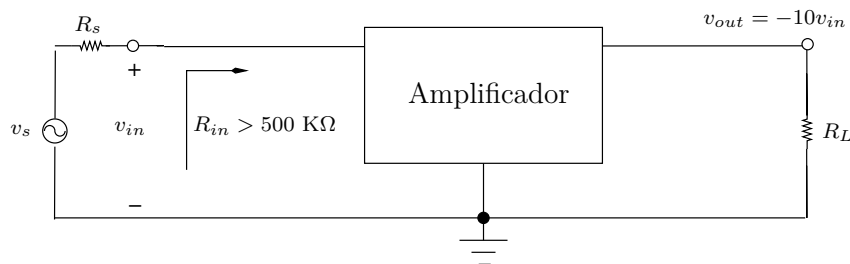 v_out = −10v_in
R_s
+
Amplificador
v_s
v_in
R_in > 500 KΩ
R_L
−